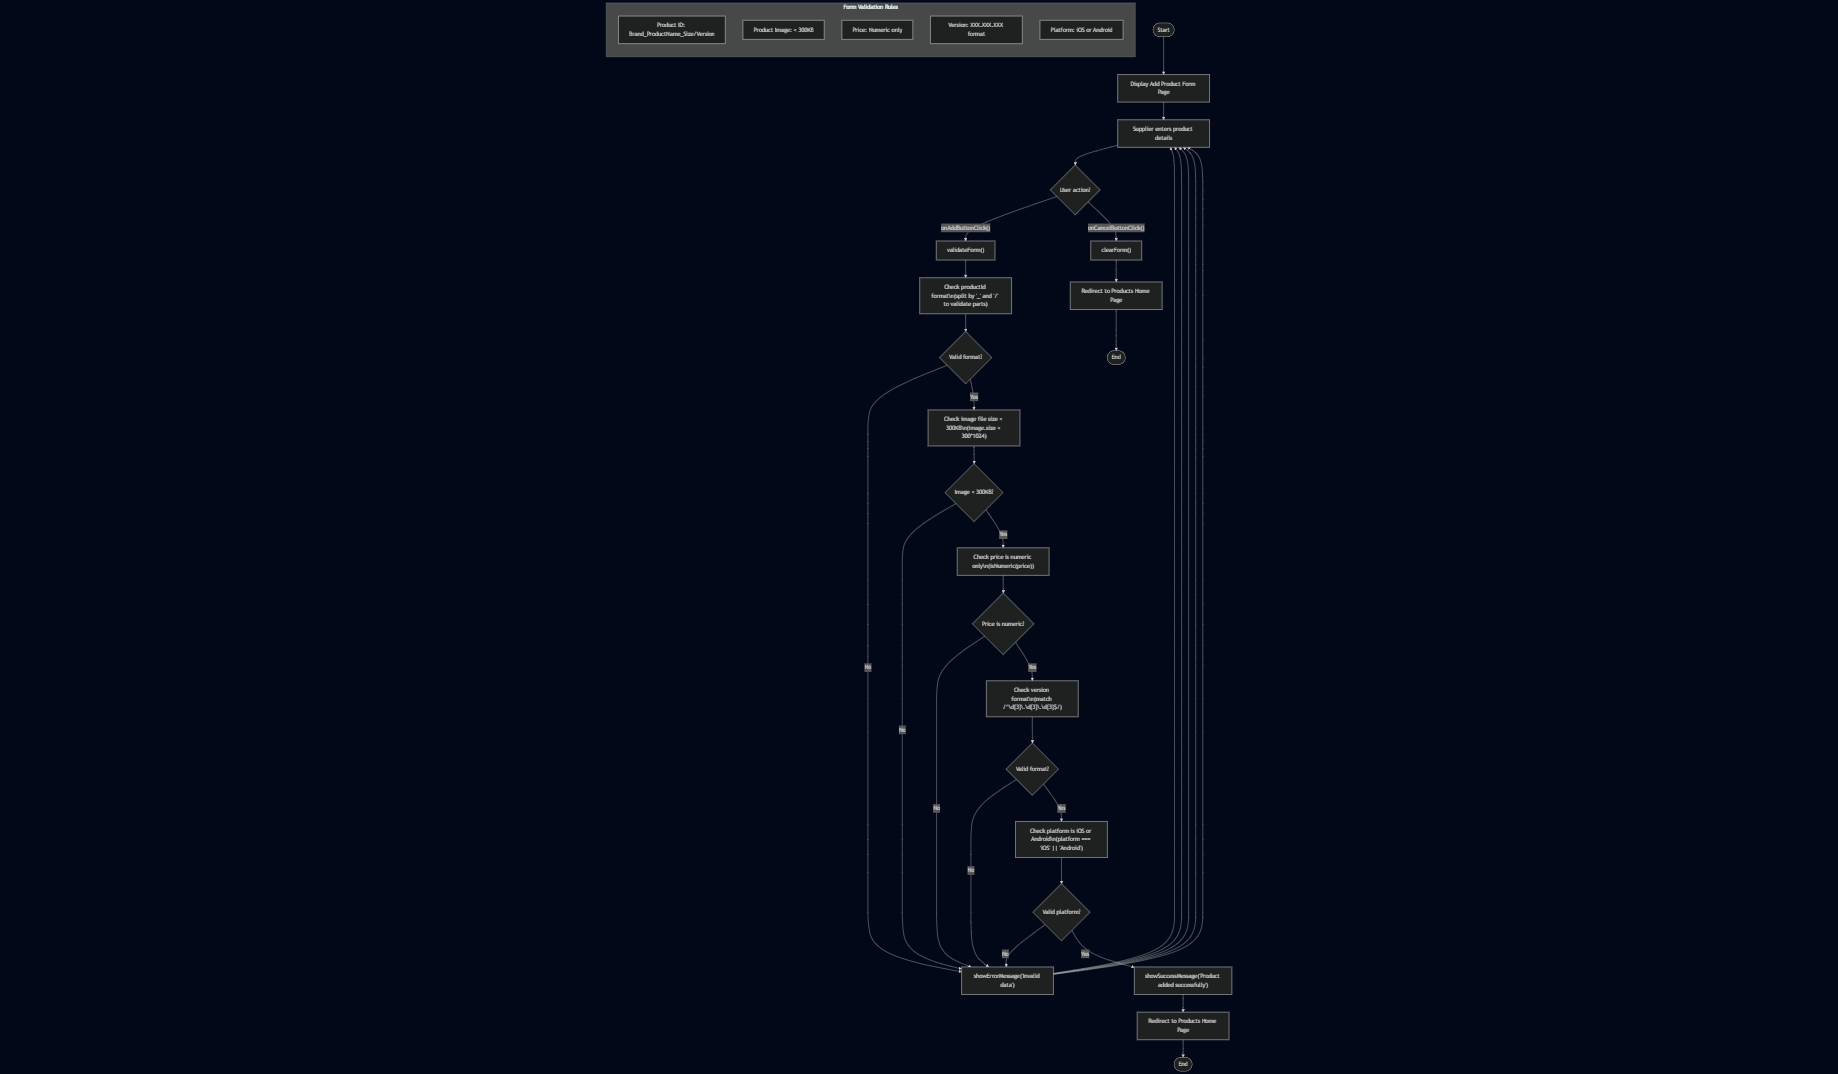 Form Validation Rules
Product ID:
Brand_ProductName_Size/Version
Product Image: < 300KB
Price: Numeric only
Version: XXX.XXX.XXX
format
Platform: iOS or Android
Start
Display Add Product Form
Page
Supplier enters product
details
User action?
onAddButtonClick()
onCancelButtonClick()
validateForm()
clearForm()
Check productId
format\n(split by '_' and '/'
to validate parts)
Redirect to Products Home
Page
Valid format?
End
Yes
Check image file size <
300KB\n(image.size <
300*1024)
Image < 300KB?
Yes
Check price is numeric
only\n(isNumeric(price))
Price is numeric?
No
Yes
Check version
format\n(match
/^\d{3}\.\d{3}\.\d{3}$/)
No
Valid format?
No
Yes
Check platform is iOS or
Android\n(platform ===
'iOS' || 'Android')
No
Valid platform?
No
Yes
showErrorMessage('Invalid
data')
showSuccessMessage('Product
added successfully')
Redirect to Products Home
Page
End